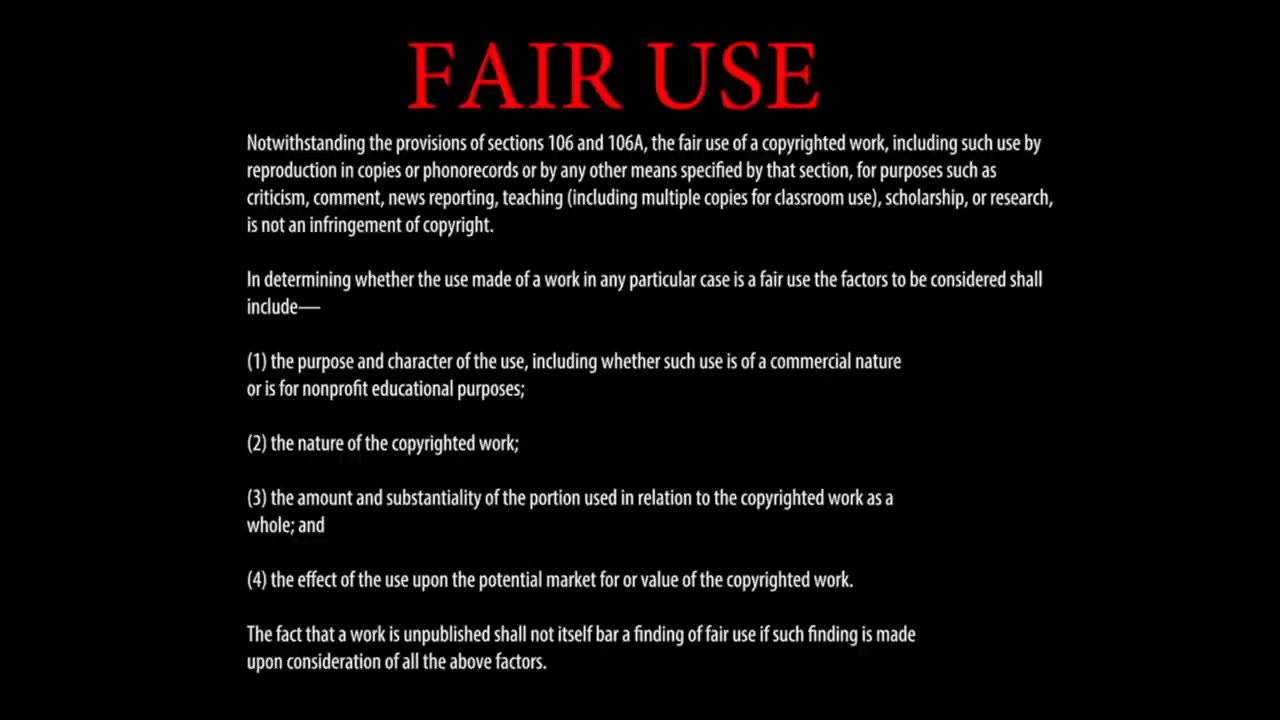 FAIR USE
Notwithstanding the provisions of sections 106 and 106A, the fair use of a copyrighted work, including such use by
reproduction in copies or phonorecords or by any other means specified by that section, for purposes such as
criticism, comment, news reporting, teaching (including multiple copies for classroom use), scholarship, or research,
is not an infringement of copyright.
In determining whether the use made of a work in any particular case is a fair use the factors to be considered shall
include—
(1) the purpose and character of the use, including whether such use is of a commercial nature
or is for nonprofit educational purposes;
(2) the nature of the copyrighted work;
(3) the amount and substantiality of the portion used in relation to the copyrighted work as a
whole; and
(4) the effect of the use upon the potential market for or value of the copyrighted work.
The fact that a work is unpublished shall not itself bar a finding of fair use if such finding is made
upon consideration of all the above factors.